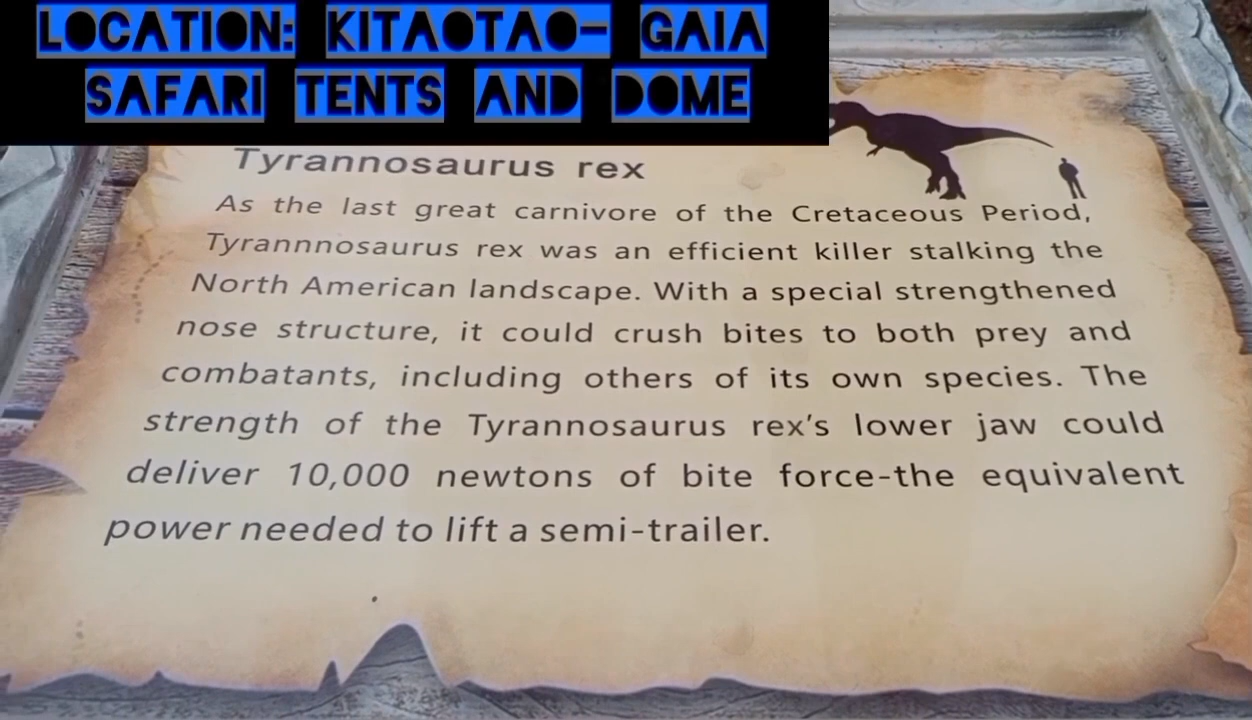 LOCATION: KITAOTAO- GAIA
SAFARI TENTS AND DOME
Tyrannosaurus rex
As the last great carnivore of the Cretaceous Period,
Tyrannnosaurus rex was an efficient killer stalking the
North American landscape. With a special strengthened
nose structure, it could crush bites to both prey and
combatants, including others of its own species. The
strength of the Tyrannosaurus rex's lower jaw could
deliver 10,000 newtons of bite force-the equivalent
power needed to lift a semi-trailer.